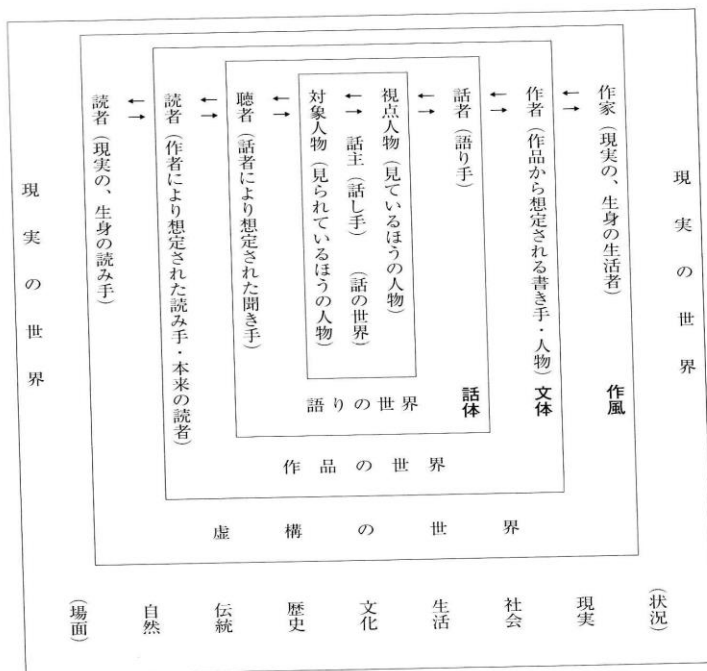 現実の世界
作家（現実の、生身の生活者）　作風
←→
作者（作品から想定される書き手・人物）文体
←→
話者（語り手）　話体
←→
視点人物（見ているほうの人物）
←→　話主（話し手）　（話の世界）
対象人物（見られているほうの人物）
←→
聴者（話者により想定された聞き手）
←→
読者（作者により想定された読み手・本来の読者）
←→
読者（現実の、生身の読み手）
現実の世界
語りの世界
作品の世界
虚構の世界
（状況）
現実
社会
生活
文化
歴史
伝統
自然
（場面）